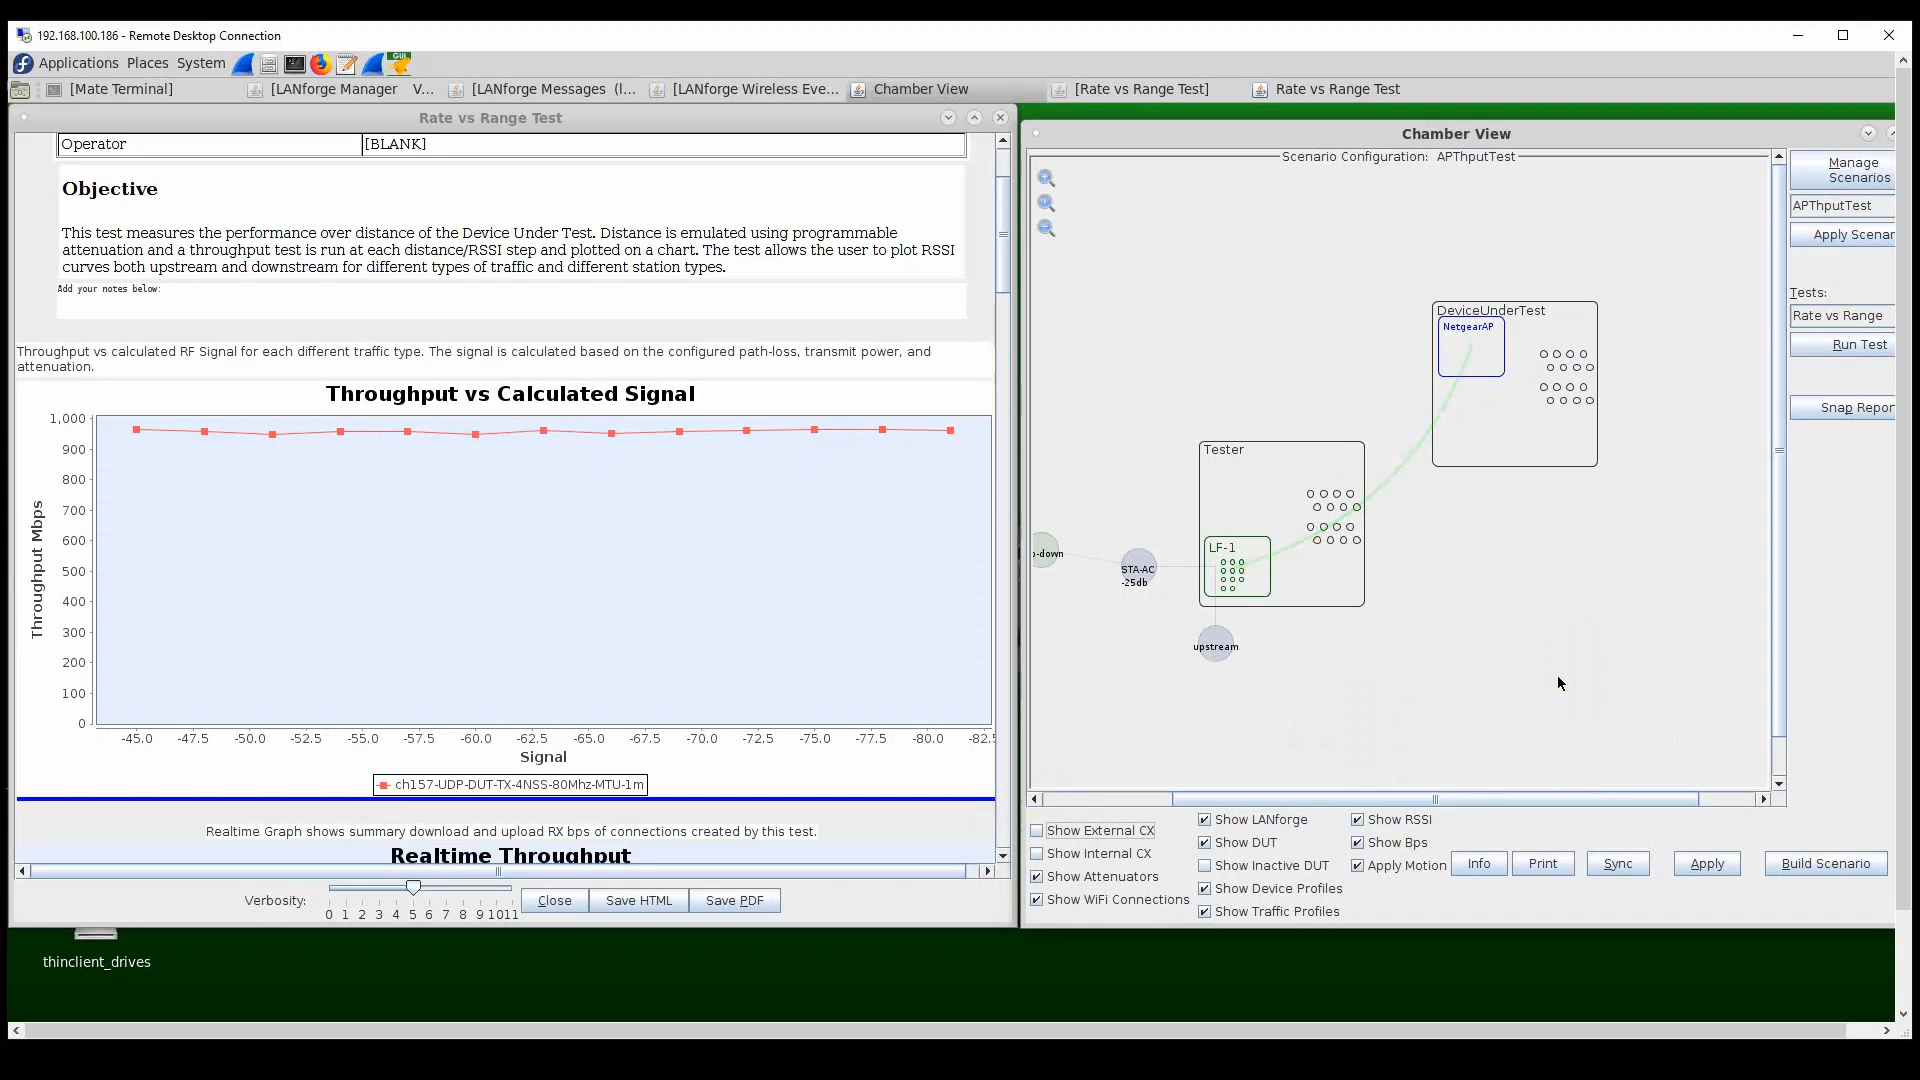 192.168.100.186 - Remote Desktop Connection
Applications Places System
[Mate Terminal]
[LANforge Manager V...
[LANforge Messages (l...
[LANforge Wireless Eve...
Chamber View
[Rate vs Range Test]
Rate vs Range Test
Rate vs Range Test
Operator
[BLANK]
Objective
This test measures the performance over distance of the Device Under Test. Distance is emulated using programmable
attenuation and a throughput test is run at each distance/RSSI step and plotted on a chart. The test allows the user to plot RSSI
curves both upstream and downstream for different types of traffic and different station types.
Add your notes below:
Throughput vs calculated RF Signal for each different traffic type. The signal is calculated based on the configured path-loss, transmit power, and
attenuation.
Throughput vs Calculated Signal
1,000
900
800
700
600
500
400
300
200
100
0
Throughput Mbps
-45.0 -47.5 -50.0 -52.5 -55.0 -57.5 -60.0 -62.5 -65.0 -67.5 -70.0 -72.5 -75.0 -77.5 -80.0 -82.5
Signal
ch157-UDP-DUT-TX-4NSS-80Mhz-MTU-1m
Realtime Graph shows summary download and upload RX bps of connections created by this test.
Realtime Throughput
Verbosity:
0 1 2 3 4 5 6 7 8 9 10 11
Close
Save HTML
Save PDF
thinclient_drives
Chamber View
Scenario Configuration: APThputTest
DeviceUnderTest
NetgearAP
Tester
LF-1
-down
STA-AC
-25db
upstream
Manage
Scenarios
APThputTest
Apply Scenar
Tests:
Rate vs Range
Run Test
Snap Repor
Show External CX
Show Internal CX
Show Attenuators
Show WiFi Connections
Show LANforge
Show DUT
Show Inactive DUT
Show Device Profiles
Show Traffic Profiles
Show RSSI
Show Bps
Apply Motion
Info
Print
Sync
Apply
Build Scenario